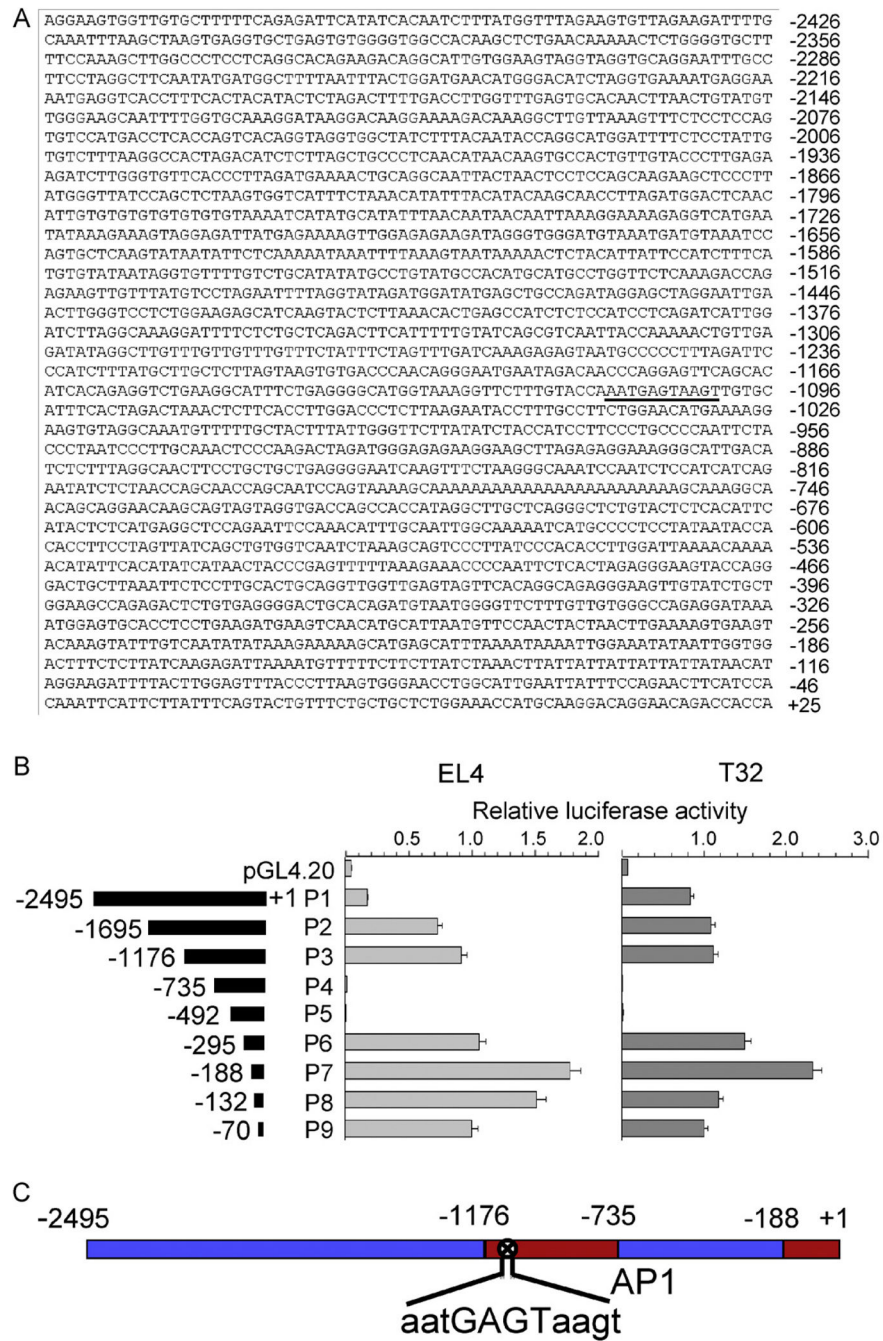 A
AGGAAGTGGTTGTGCTTTTTCAGAGATTCATATCACAATCTTTATGGTTTAGAAGTGTTAGAAGATTTTG -2426
CAAATTTAAGCTAAGTGAGGTGCTGAGTGTGGGGTGGCCACAAGCTCTGAACAAAAACTCTGGGGTGCTT -2356
TTCCAAAGCTTGGCCCTCCTCAGGCACAGAAGACAGGCATTGTGGAAGTAGGTAGGTGCAGGAATTTGCC -2286
TTCCTAGGCTTCAATATGATGGCTTTTAATTTACTGGATGAACATGGGACATCTAGGTGAAAATGAGGAA -2216
AATGAGGTCACCTTTCACTACATACTCTAGACTTTTGACCTTGGTTTGAGTGCACAACTTAACTGTATGT -2146
TGGGAAGCAATTTTGGTGCAAAGGATAAGGACAAGGAAAAGACAAAGGCTTGTTAAAGTTTCTCCTCCAG -2076
TGTCCATGACCTCACCAGTCACAGGTAGGTGGCTATCTTTACAATACCAGGCATGGATTTTCTCCTATTG -2006
TGTCTTTAAGGCCACTAGACATCTCTTAGCTGCCCTCAACATAACAAGTGCCACTGTTGTACCCTTGAGA -1936
AGATCTTGGGTGTTCACCCTTAGATGAAAACTGCAGGCAATTACTAACTCCTCCAGCAAGAAGCTCCCTT -1866
ATGGGTTATCCAGCTCTAAGTGGTCATTTCTAAACATATTTACATACAAGCAACCTTAGATGGACTCAAC -1796
ATTGTGTGTGTGTGTGTGTAAAATCATATGCATATTTAACAATAACAATTAAAGGAAAAGAGGTCATGAA -1726
TATAAAGAAAGTAGGAGATTATGAGAAAAGTTGGAGAGAAGATAGGGTGGGATGTAAATGATGTAAATCC -1656
AGTGCTCAAGTATAATATTCTCAAAAATAAATTTTAAAGTAATAAAAACTCTACATTATTCCATCTTTCA -1586
TGTGTATAATAGGTGTTTTGTCTGCATATATGCCTGTATGCCACATGCATGCCTGGTTCTCAAAGACCAG -1516
AGAAGTTGTTTATGTCCTAGAATTTTAGGTATAGATGGATATGAGCTGCCAGATAGGAGCTAGGAATTGA -1446
ACTTGGGTCCTCTGGAAGAGCATCAAGTACTCTTAAACACTGAGCCATCTCTCCATCCTCAGATCATTGG -1376
ATCTTAGGCAAAGGATTTTCTCTGCTCAGACTTCATTTTTGTATCAGCGTCAATTACCAAAAACTGTTGA -1306
GATATAGGCTTGTTTGTTGTTTGTTTCTATTTCTAGTTTGATCAAAGAGAGTAATGCCCCCTTTAGATTC -1236
CCATCTTTATGCTTGCTCTTAGTAAGTGTGACCCAACAGGGAATGAATAGACAACCCAGGAGTTCAGCAC -1166
ATCACAGAGGTCTGAAGGCATTTCTGAGGGGCATGGTAAAGGTTCTTTGTACCAAATGAGTAAGTTGTGC -1096
ATTTCACTAGACTAAACTCTTCACCTTGGACCCTCTTAAGAATACCTTTGCCTTCTGGAACATGAAAAGG -1026
AAGTGTAGGCAAATGTTTTTGCTACTTTATTGGGTTCTTATATCTACCATCCTTCCCTGCCCCAATTCTA -956
CCCTAATCCCTTGCAAACTCCCAAGACTAGATGGGAGAGAAGGAAGCTTAGAGAGGAAAGGGCATTGACA -886
TCTCTTTAGGCAACTTCCTGCTGCTGAGGGGAATCAAGTTTCTAAGGGCAAATCCAATCTCCATCATCAG -816
AATATCTCTAACCAGCAACCAGCAATCCAGTAAAAGCAAAAAAAAAAAAAAAAAAAAAAAAGCAAAGGCA -746
ACAGCAGGAACAAGCAGTAGTAGGTGACCAGCCACCATAGGCTTGCTCAGGGCTCTGTACTCTCACATTC -676
ATACTCTCATGAGGCTCCAGAATTCCAAACATTTGCAATTGGCAAAAATCATGCCCCTCCTATAATACCA -606
CACCTTCCTAGTTATCAGCTGTGGTCAATCTAAAGCAGTCCCTTATCCCACACCTTGGATTAAAACAAAA -536
ACATATTCACATATCATAACTACCCGAGTTTTTAAAGAAACCCCAATTCTCACTAGAGGGAAGTACCAGG -466
GACTGCTTAAATTCTCCTTGCACTGCAGGTTGGTTGAGTAGTTCACAGGCAGAGGGAAGTTGTATCTGCT -396
GGAAGCCAGAGACTCTGTGAGGGGACTGCACAGATGTAATGGGGTTCTTTGTTGTGGGCCAGAGGATAAA -326
ATGGAGTGCACCTCCTGAAGATGAAGTCAACATGCATTAATGTTCCAACTACTAACTTGAAAAGTGAAGT -256
ACAAAGTATTTGTCAATATATAAAGAAAAAGCATGAGCATTTAAAATAAAATTGGAAATATAATTGGTGG -186
ACTTTCTCTTATCAAGAGATTAAAATGTTTTTCTTCTTATCTAAACTTATTATTATTATTATTATAACAT -116
AGGAAGATTTTACTTGGAGTTTACCCTTAAGTGGGAACCTGGCATTGAATTATTTCCAGAACTTCATCCA -46
CAAATTCATTCTTATTTCAGTACTGTTTCTGCTGCTCTGGAAACCATGCAAGGACAGGAACAGACCACCA +25
B
EL4 T32
Relative luciferase activity
0.5 1.0 1.5 2.0 1.0 2.0 3.0
pGL4.20
-2495 +1 P1
-1695 P2
-1176 P3
-735 P4
-492 P5
-295 P6
-188 P7
-132 P8
-70 P9
C
-2495 -1176 -735 -188 +1
AP1
aatGAGTaagt